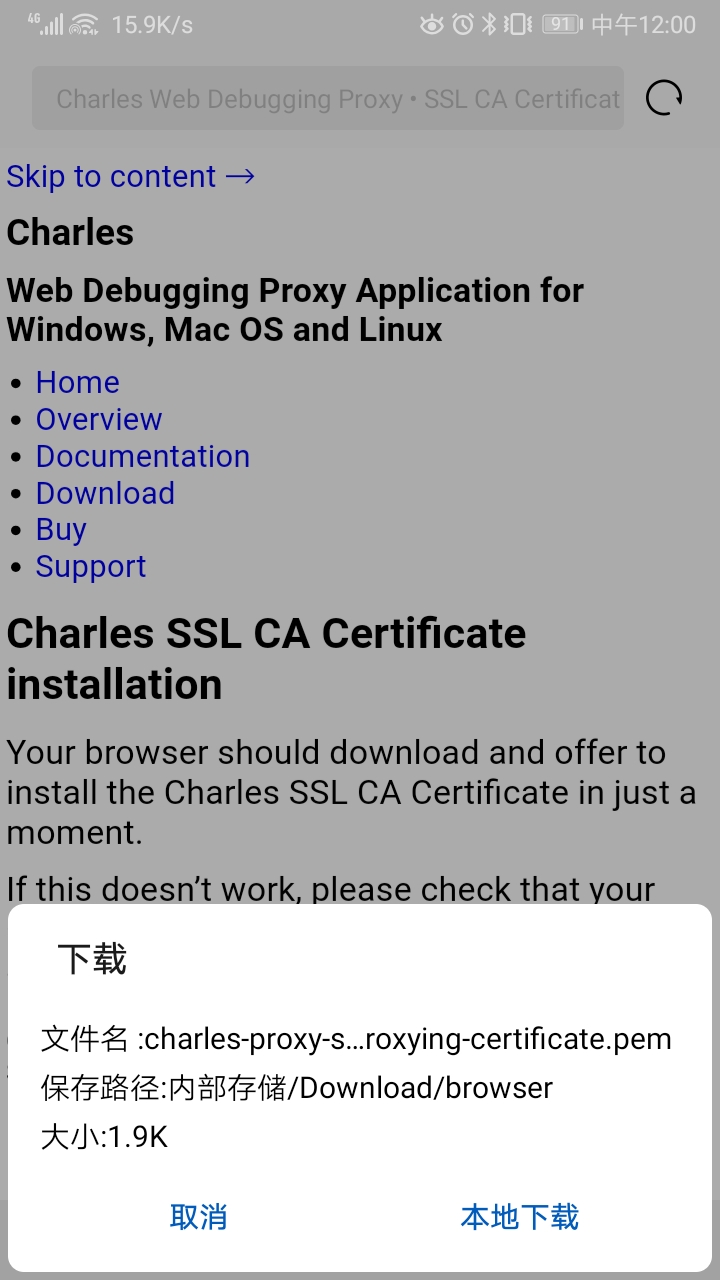 4G 15.9K/s 91 中午12:00
Charles Web Debugging Proxy • SSL CA Certificat
Skip to content →
Charles
Web Debugging Proxy Application for
Windows, Mac OS and Linux
• Home
• Overview
• Documentation
• Download
• Buy
• Support
Charles SSL CA Certificate
installation
Your browser should download and offer to
install the Charles SSL CA Certificate in just a
moment.
If this doesn’t work, please check that your
下载
文件名 :charles-proxy-s...roxying-certificate.pem
保存路径:内部存储/Download/browser
大小:1.9K
取消 本地下载